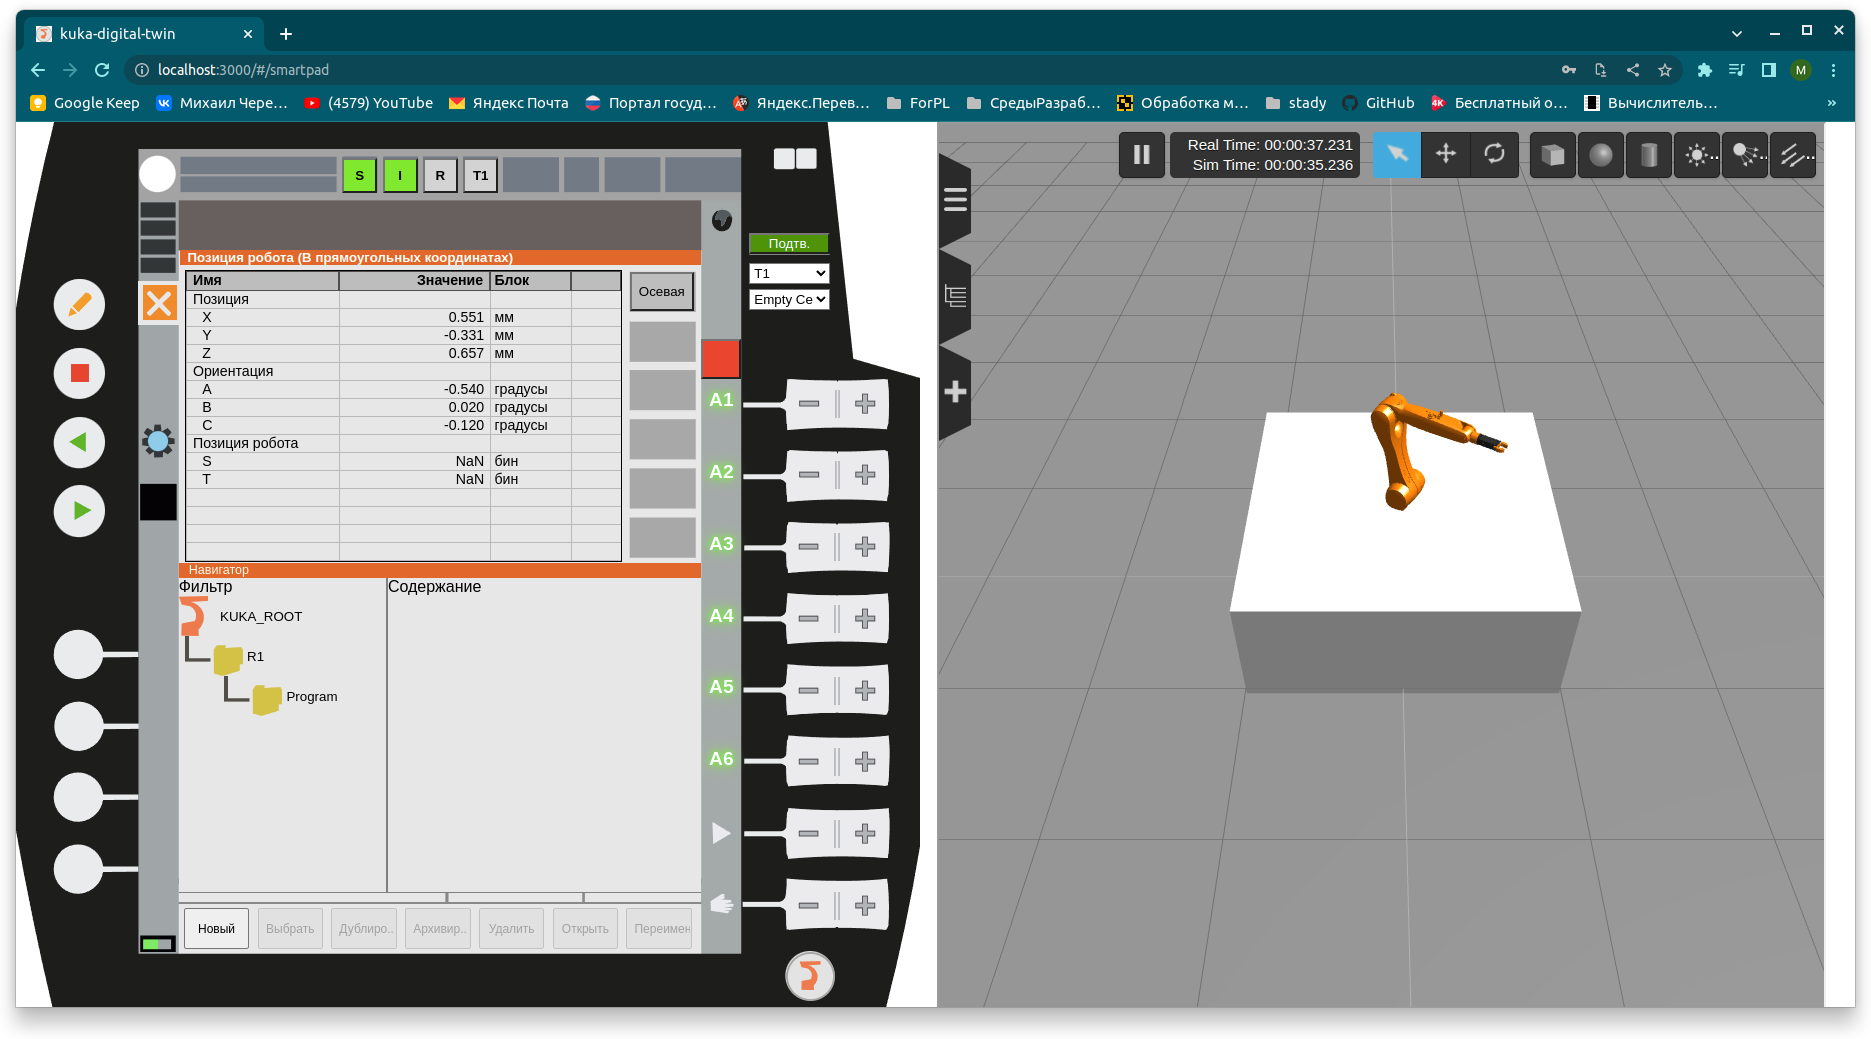 kuka-digital-twin
localhost:3000/#/smartpad
M
Google Keep
Михаил Чере...
(4579) YouTube
Яндекс Почта
Портал госуд...
Яндекс.Перев...
ForPL
СредыРазраб...
Обработка м...
stady
GitHub
4K
Бесплатный о...
Вычислитель...
»
S
I
R
T1
Подтв.
T1
Empty Ce
Позиция робота (В прямоугольных координатах)
Имя Значение Блок
Позиция
X 0.551 мм
Y -0.331 мм
Z 0.657 мм
Ориентация
A -0.540 градусы
B 0.020 градусы
C -0.120 градусы
Позиция робота
S NaN бин
T NaN бин
Осевая
A1
A2
A3
A4
A5
A6
Навигатор
Фильтр
Содержание
KUKA_ROOT
R1
Program
Новый
Выбрать
Дублиро..
Архивир..
Удалить
Открыть
Переимен
Real Time: 00:00:37.231
Sim Time: 00:00:35.236